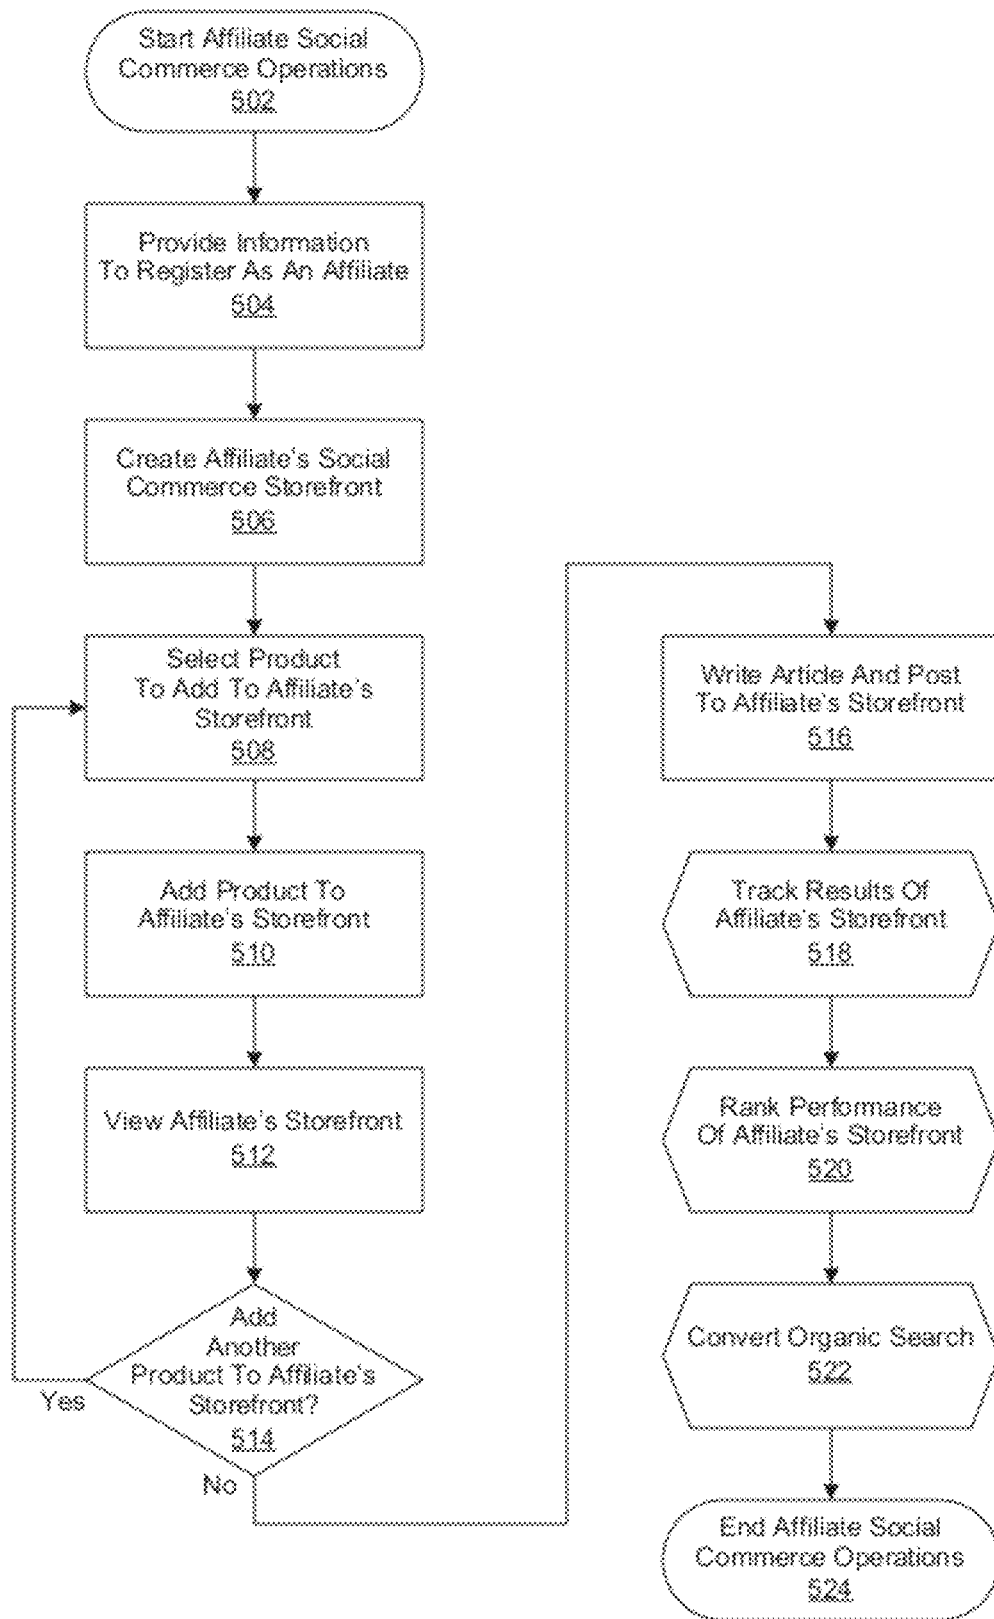 Start Affiliate Social
Commerce Operations
502
Provide Information
To Register As An Affiliate
504
Create Affiliate's Social
Commerce Storefront
506
Select Product
To Add To Affiliate's
Storefront
508
Add Product To
Affiliate's Storefront
510
View Affiliate's Storefront
512
Add
Another
Product To Affiliate's
Storefront?
514
Yes
No
Write Article And Post
To Affiliate's Storefront
516
Track Results Of
Affiliate's Storefront
518
Rank Performance
Of Affiliate's Storefront
520
Convert Organic Search
522
End Affiliate Social
Commerce Operations
524